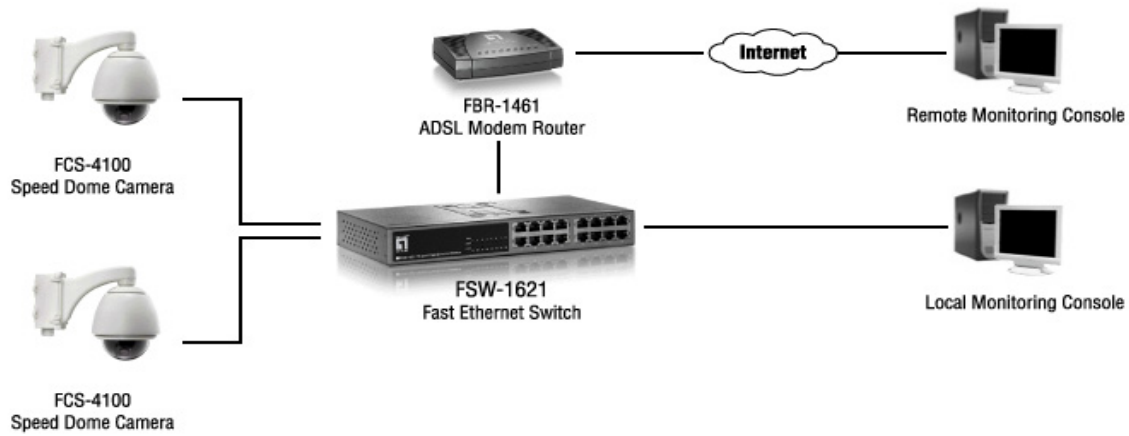 FCS-4100
Speed Dome Camera
FBR-1461
ADSL Modem Router
Internet
Remote Monitoring Console
FSW-1621
Fast Ethernet Switch
Local Monitoring Console
FCS-4100
Speed Dome Camera